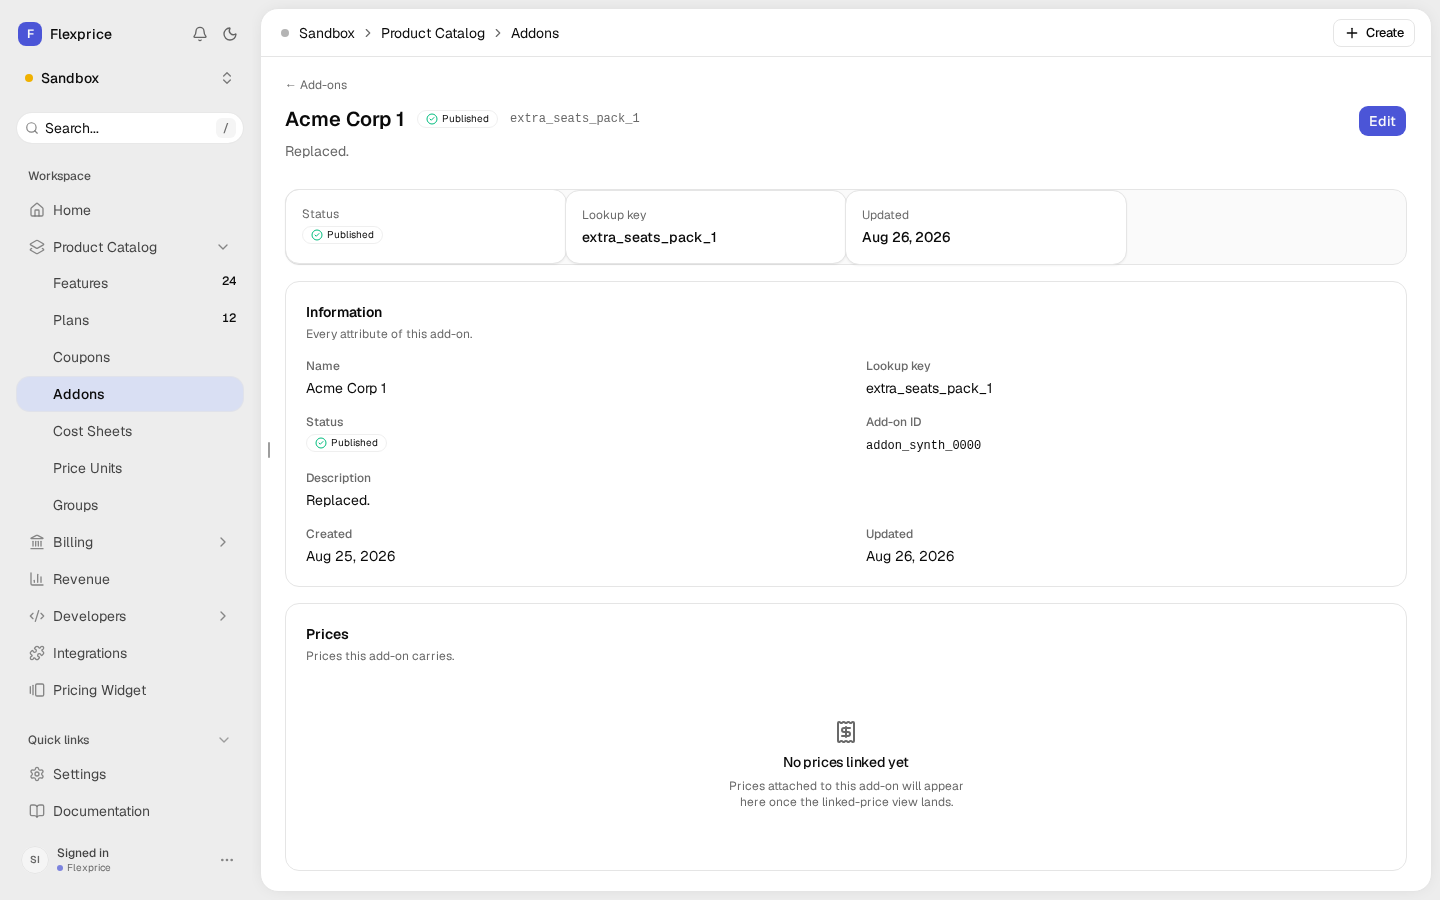 F Flexprice
Sandbox
Search...
/
Workspace
Home
Product Catalog
Features 24
Plans 12
Coupons
Addons
Cost Sheets
Price Units
Groups
Billing
Revenue
Developers
Integrations
Pricing Widget
Quick links
Settings
Documentation
SI
Signed in
Flexprice
Sandbox > Product Catalog > Addons
Create
← Add-ons
Acme Corp 1 Published extra_seats_pack_1
Edit
Replaced.
Status
Published
Lookup key
extra_seats_pack_1
Updated
Aug 26, 2026
Information
Every attribute of this add-on.
Name
Acme Corp 1
Lookup key
extra_seats_pack_1
Status
Published
Add-on ID
addon_synth_0000
Description
Replaced.
Created
Aug 25, 2026
Updated
Aug 26, 2026
Prices
Prices this add-on carries.
No prices linked yet
Prices attached to this add-on will appear
here once the linked-price view lands.